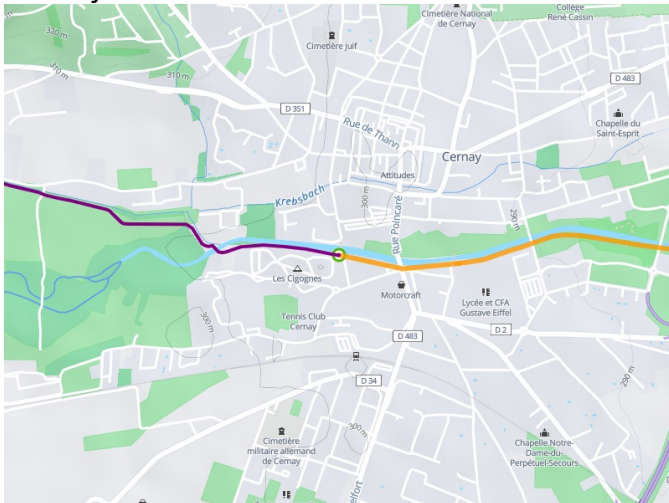 Cimetière National
de Cernay
Collège
René Cassin
320 m
Cimetière juif
310 m
310 m
D 483
D 351
Chapelle du
Saint-Esprit
Rue de Thann
Cernay
Attitudes
Krebsbach
300 m
290 m
Rue Poincaré
Les Cigognes
Motorcraft
Lycée et CFA
Gustave Eiffel
300 m
Tennis Club
Cernay
D 2
D 483
D 34
290 m
300 m
Cimetière
militaire allemand
de Cernay
Chapelle Notre-
Dame-du-
Perpétuel-Secours